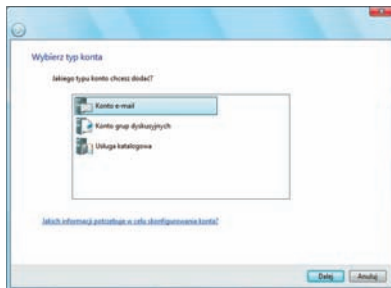 Wybierz typ konta
Jakiego typu konto chcesz dodać?
Konto e-mail
Konto grup dyskusyjnych
Usługa katalogowa
Jakich informacji potrzebuję w celu skonfigurowania konta?
Dalej
Anuluj